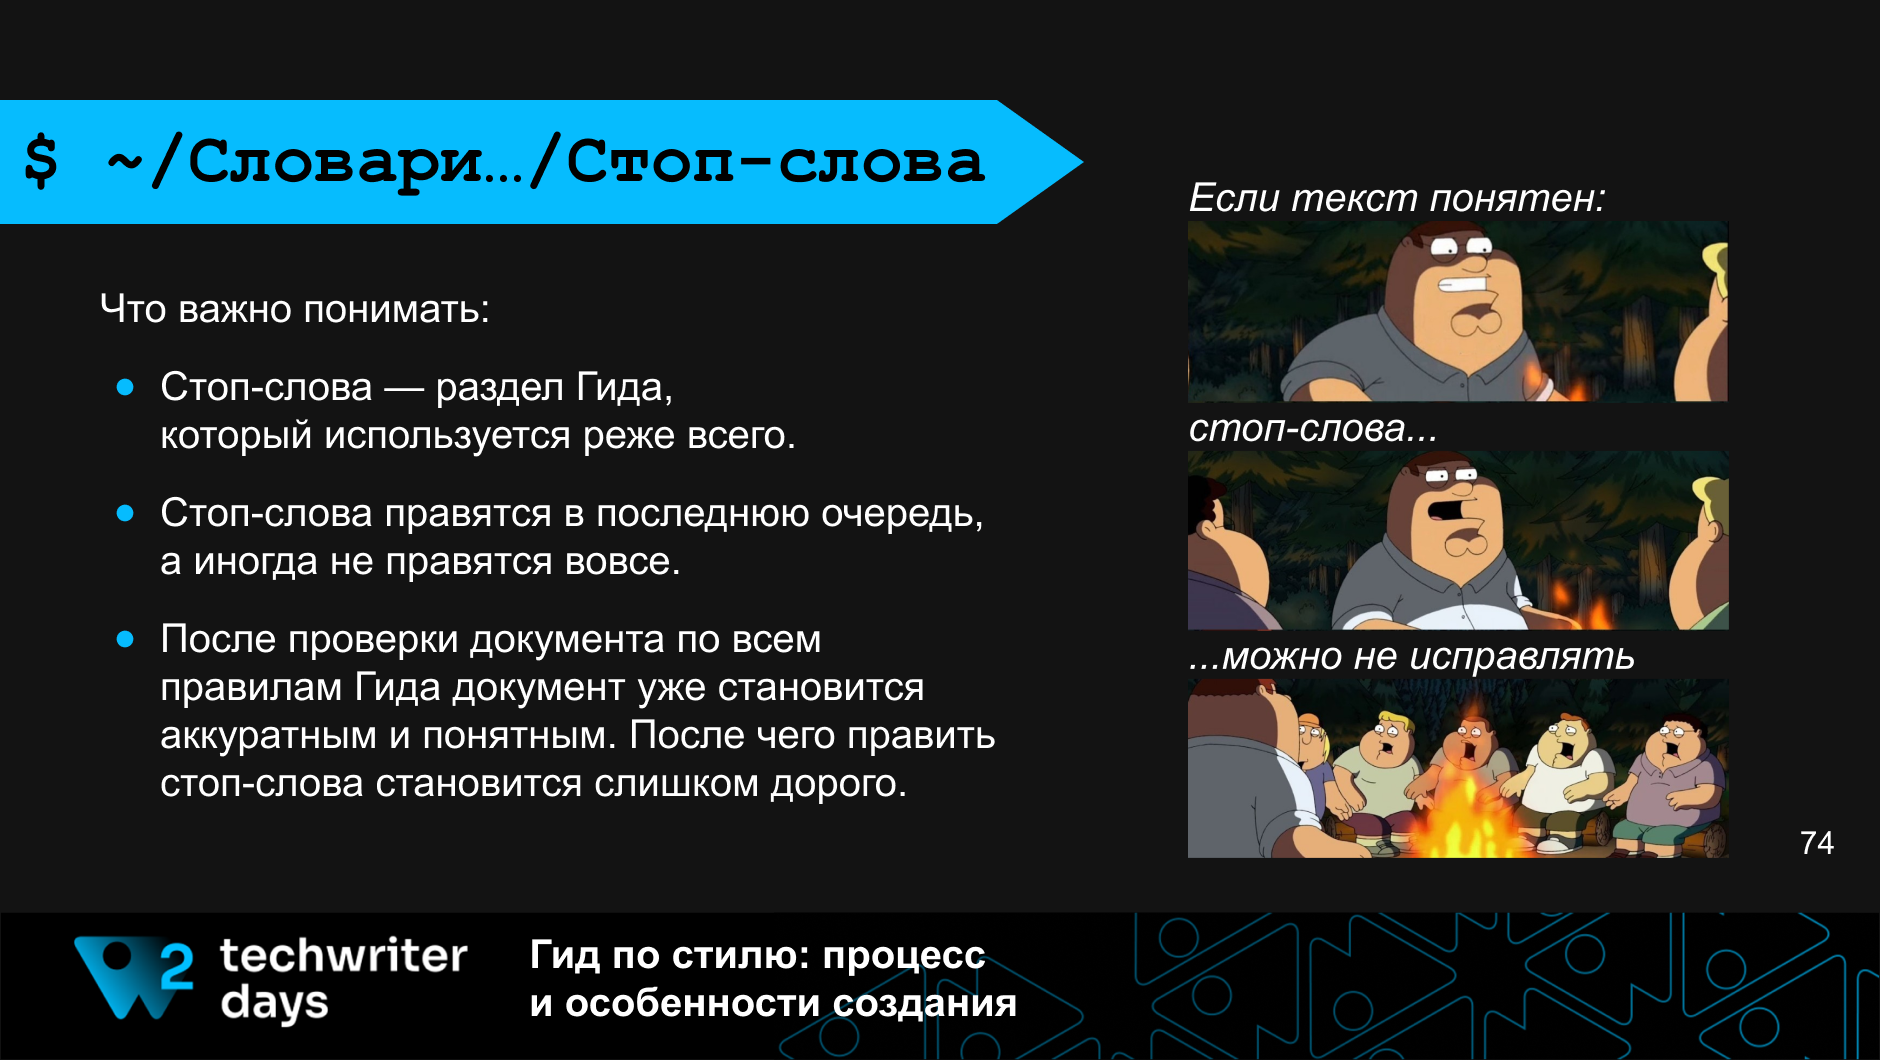 $ ~/Словари…/Стоп-слова
Что важно понимать:
Стоп-слова — раздел Гида,
который используется реже всего.
Стоп-слова правятся в последнюю очередь,
а иногда не правятся вовсе.
После проверки документа по всем
правилам Гида документ уже становится
аккуратным и понятным. После чего править
стоп-слова становится слишком дорого.
Если текст понятен:
стоп-слова...
...можно не исправлять
74
2
techwriter
days
Гид по стилю: процесс
и особенности создания